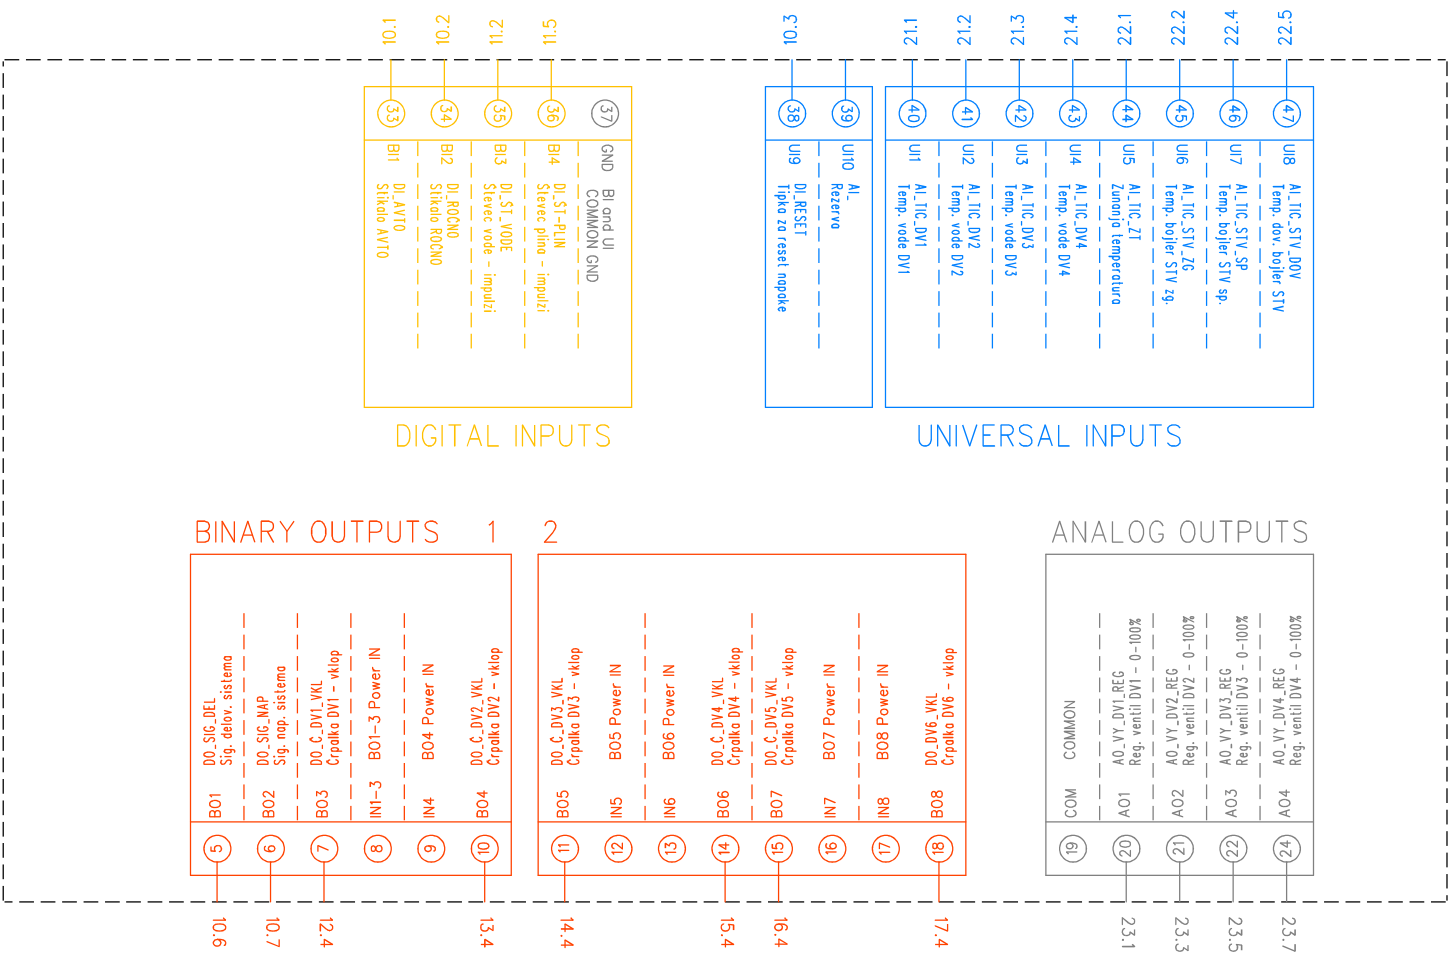 10.1
10.2
11.2
11.5
10.3
21.1
21.2
21.3
21.4
22.1
22.2
22.4
22.5
33
BI1
DI_AVTO
Stikalo AVTO
34
BI2
DI_ROČNO
Stikalo ROČNO
35
BI3
DI_ST_VODE
Števec vode - impulzi
36
BI4
DI_ST-PLIN
Števec plina - impulzi
37
GND
BI and UI
COMMON GND
DIGITAL INPUTS
38
UI9
DI_RESET
Tipka za reset napake
39
UI10
AI_
Rezerva
40
UI1
AI_TIC_DV1
Temp. vode DV1
41
UI2
AI_TIC_DV2
Temp. vode DV2
42
UI3
AI_TIC_DV3
Temp. vode DV3
43
UI4
AI_TIC_DV4
Temp. vode DV4
44
UI5
AI_TIC_ZT
Zunanja temperatura
45
UI6
AI_TIC_STV_ZG
Temp. bojler STV zg.
46
UI7
AI_TIC_STV_SP
Temp. bojler STV sp.
47
UI8
AI_TIC_STV_DOV
Temp. dov. bojler STV
UNIVERSAL INPUTS
BINARY OUTPUTS 1 2
DO_SIG_DEL
Sig. delov. sistema
BO1
5
DO_SIG_NAP
Sig. nap. sistema
BO2
6
DO_Č_DV1_VKL
Črpalka DV1 - vklop
BO3
7
BO1-3 Power IN
IN1-3
8
BO4 Power IN
IN4
9
DO_Č_DV2_VKL
Črpalka DV2 - vklop
BO4
10
DO_Č_DV3_VKL
Črpalka DV3 - vklop
BO5
11
BO5 Power IN
IN5
12
BO6 Power IN
IN6
13
DO_Č_DV4_VKL
Črpalka DV4 - vklop
BO6
14
DO_Č_DV5_VKL
Črpalka DV5 - vklop
BO7
15
BO7 Power IN
IN7
16
BO8 Power IN
IN8
17
DO_DV6_VKL
Črpalka DV6 - vklop
BO8
18
ANALOG OUTPUTS
COMMON
COM
19
AO_VY_DV1_REG
Reg. ventil DV1 - 0-100%
AO1
20
AO_VY_DV2_REG
Reg. ventil DV2 - 0-100%
AO2
21
AO_VY_DV3_REG
Reg. ventil DV3 - 0-100%
AO3
22
AO_VY_DV4_REG
Reg. ventil DV4 - 0-100%
AO4
24
10.6
10.7
12.4
13.4
14.4
15.4
16.4
17.4
23.1
23.3
23.5
23.7